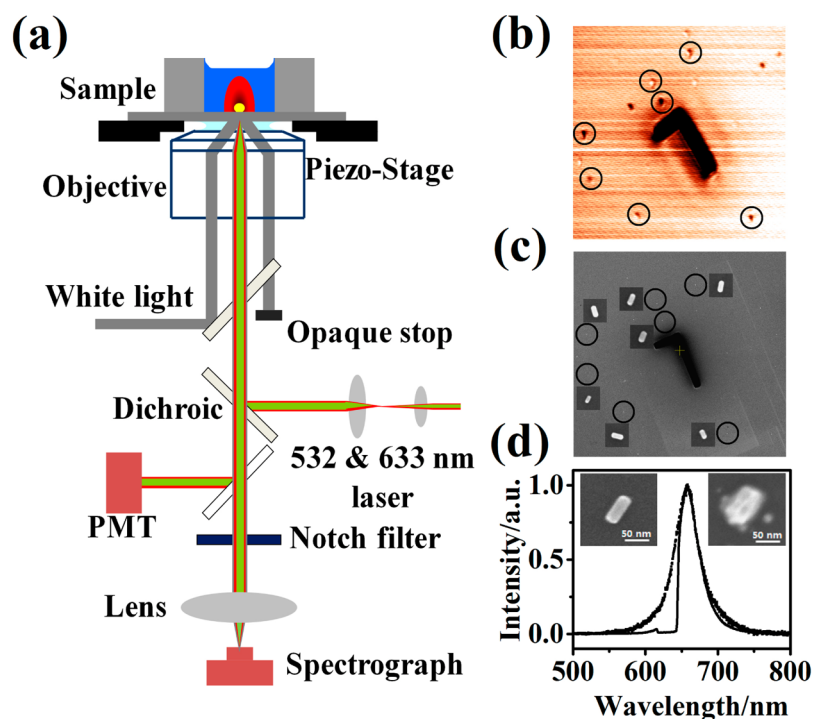 (a)
Sample
Objective
Piezo-Stage
White light
Opaque stop
Dichroic
532 & 633 nm
laser
PMT
Notch filter
Lens
Spectrograph
(b)
(c)
(d)
Intensity/a.u.
1.0
0.5
0.0
50 nm
50 nm
500
600
700
800
Wavelength/nm